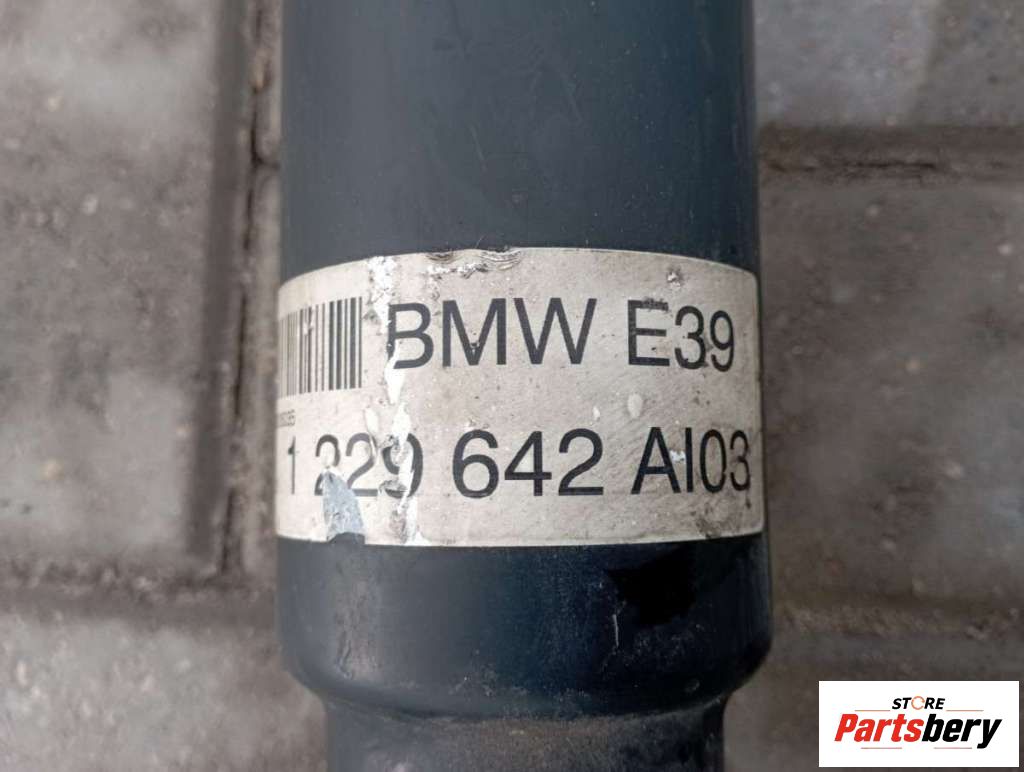 BMW E39
1 229 642 AI03
STORE
Partsbery